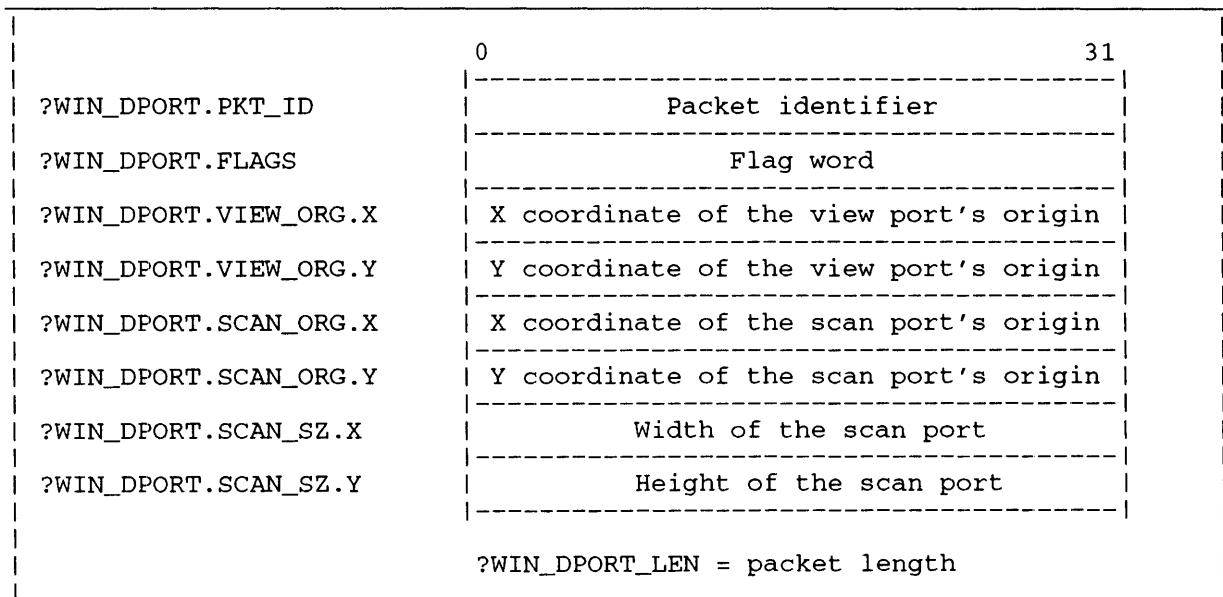 0 31
?WIN_DPORT.PKT_ID Packet identifier
?WIN_DPORT.FLAGS Flag word
?WIN_DPORT.VIEW_ORG.X X coordinate of the view port's origin
?WIN_DPORT.VIEW_ORG.Y Y coordinate of the view port's origin
?WIN_DPORT.SCAN_ORG.X X coordinate of the scan port's origin
?WIN_DPORT.SCAN_ORG.Y Y coordinate of the scan port's origin
?WIN_DPORT.SCAN_SZ.X Width of the scan port
?WIN_DPORT.SCAN_SZ.Y Height of the scan port
?WIN_DPORT_LEN = packet length